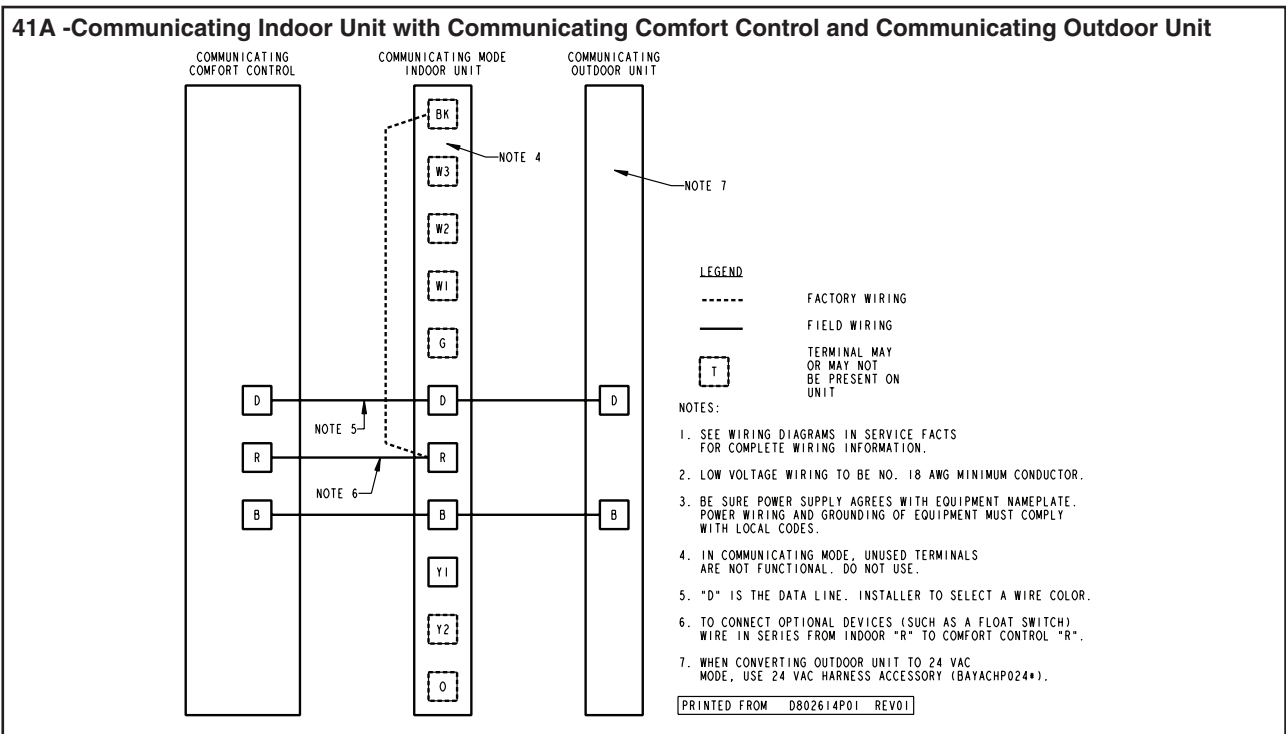 41A -Communicating Indoor Unit with Communicating Comfort Control and Communicating Outdoor Unit
COMMUNICATING
COMFORT CONTROL
COMMUNICATING MODE
INDOOR UNIT
COMMUNICATING
OUTDOOR UNIT
BK
NOTE 4
W3
NOTE 7
W2
W1
G
D
D
D
NOTE 5
R
R
NOTE 6
B
B
B
Y1
Y2
O
LEGEND
FACTORY WIRING
FIELD WIRING
T
TERMINAL MAY
OR MAY NOT
BE PRESENT ON
UNIT
NOTES:
1. SEE WIRING DIAGRAMS IN SERVICE FACTS
FOR COMPLETE WIRING INFORMATION.
2. LOW VOLTAGE WIRING TO BE NO. 18 AWG MINIMUM CONDUCTOR.
3. BE SURE POWER SUPPLY AGREES WITH EQUIPMENT NAMEPLATE.
POWER WIRING AND GROUNDING OF EQUIPMENT MUST COMPLY
WITH LOCAL CODES.
4. IN COMMUNICATING MODE, UNUSED TERMINALS
ARE NOT FUNCTIONAL. DO NOT USE.
5. "D" IS THE DATA LINE. INSTALLER TO SELECT A WIRE COLOR.
6. TO CONNECT OPTIONAL DEVICES (SUCH AS A FLOAT SWITCH)
WIRE IN SERIES FROM INDOOR "R" TO COMFORT CONTROL "R".
7. WHEN CONVERTING OUTDOOR UNIT TO 24 VAC
MODE, USE 24 VAC HARNESS ACCESSORY (BAYACHP024*).
PRINTED FROM D802614P01 REV01